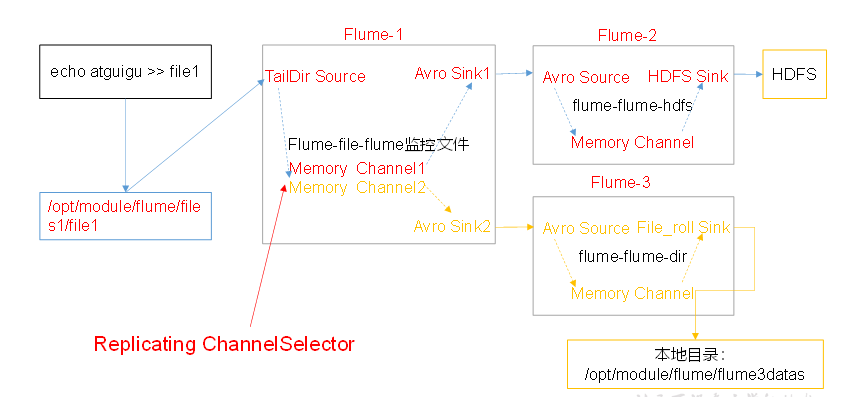 Flume-1
Flume-2
echo atguigu >> file1
TailDir Source
Avro Sink1
Avro Source
HDFS Sink
HDFS
flume-flume-hdfs
Flume-file-flume监控文件
Memory Channel
Memory Channel1
Memory Channel2
Flume-3
/opt/module/flume/file
s1/file1
Avro Sink2
Avro Source
File_roll Sink
flume-flume-dir
Memory Channel
Replicating ChannelSelector
本地目录：
/opt/module/flume/flume3datas